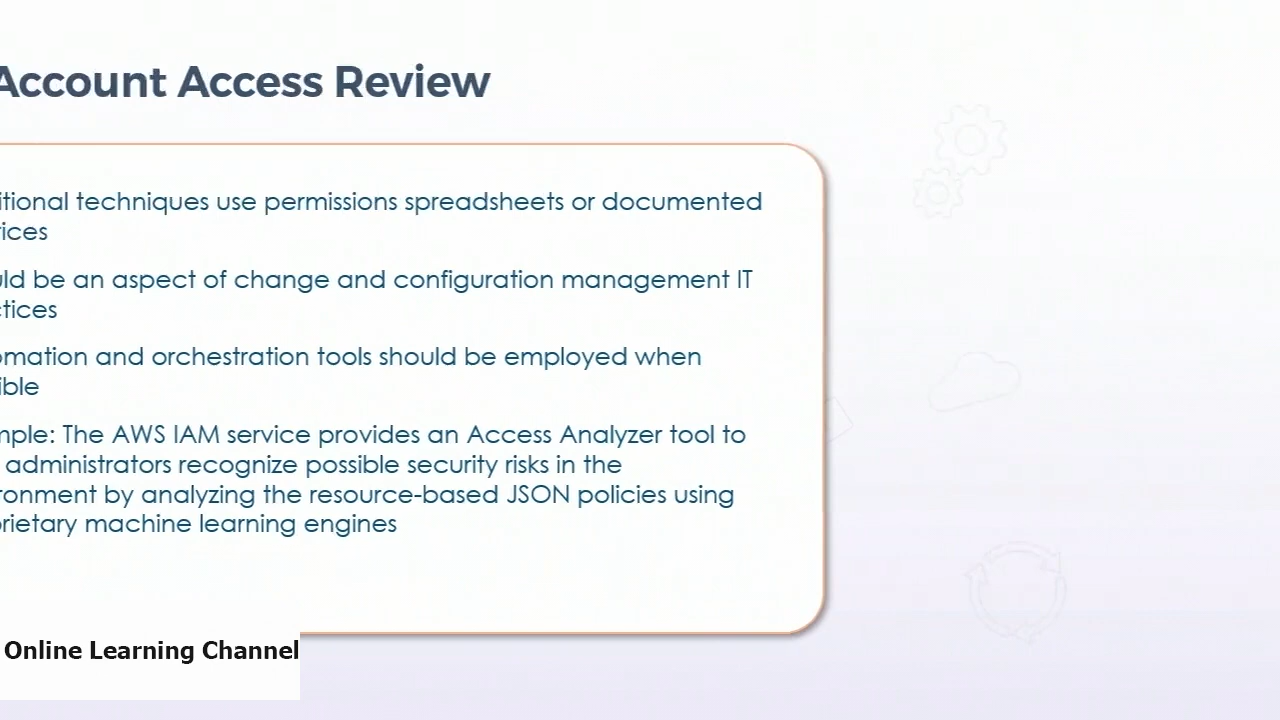 Account Access Review
itional techniques use permissions spreadsheets or documented
ices
uld be an aspect of change and configuration management IT
tices
omation and orchestration tools should be employed when
ible
mple: The AWS IAM service provides an Access Analyzer tool to
administrators recognize possible security risks in the
ronment by analyzing the resource-based JSON policies using
rietary machine learning engines
Online Learning Channel